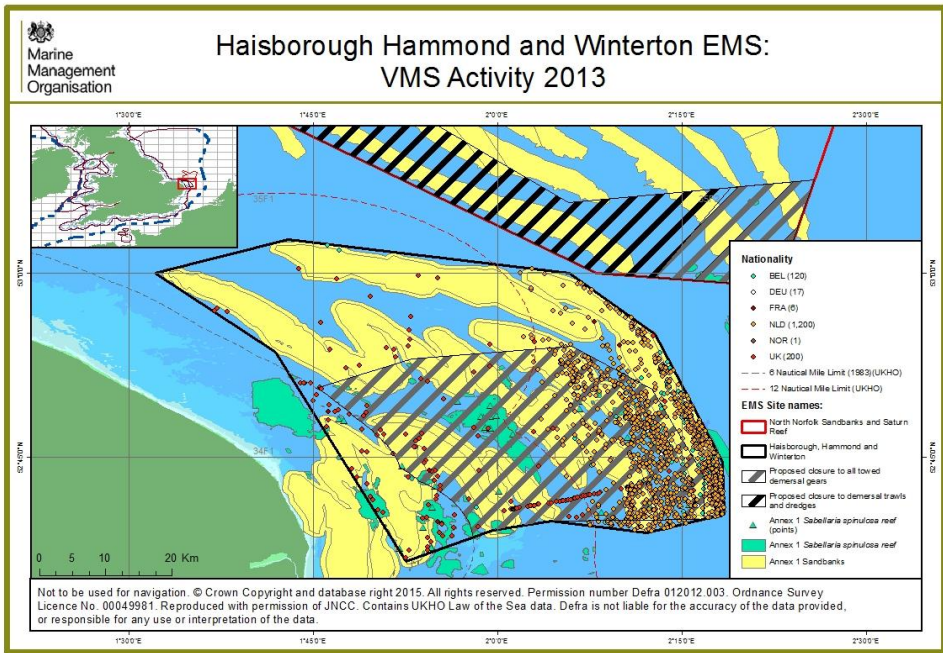 Marine
Management
Organisation
Haisborough Hammond and Winterton EMS:
VMS Activity 2013
1°30'0"E
1°45'0"E
2°0'0"E
2°15'0"E
2°30'0"E
35F1
53°0'0"N
53°0'0"N
Nationality
BEL (120)
DEU (17)
FRA (6)
NLD (1,200)
NOR (1)
UK (200)
6 Nautical Mile Limit (1983)(UKHO)
12 Nautical Mile Limit (UKHO)
EMS Site names:
North Norfolk Sandbanks and Saturn
Reef
Haisborough, Hammond and
Winterton
Proposed closure to all towed
demersal gears
Proposed closure to demersal trawls
and dredges
Annex 1 Sabellaria spinulosa reef
(points)
Annex 1 Sabellaria spinulosa reef
Annex 1 Sandbanks
52°45'0"N
52°45'0"N
34F1
0 5 10 20 Km
1°30'0"E
1°45'0"E
2°0'0"E
2°15'0"E
2°30'0"E
Not to be used for navigation. © Crown Copyright and database right 2015. All rights reserved. Permission number Defra 012012.003. Ordnance Survey
Licence No. 00049981. Reproduced with permission of JNCC. Contains UKHO Law of the Sea data. Defra is not liable for the accuracy of the data provided,
or responsible for any use or interpretation of the data.